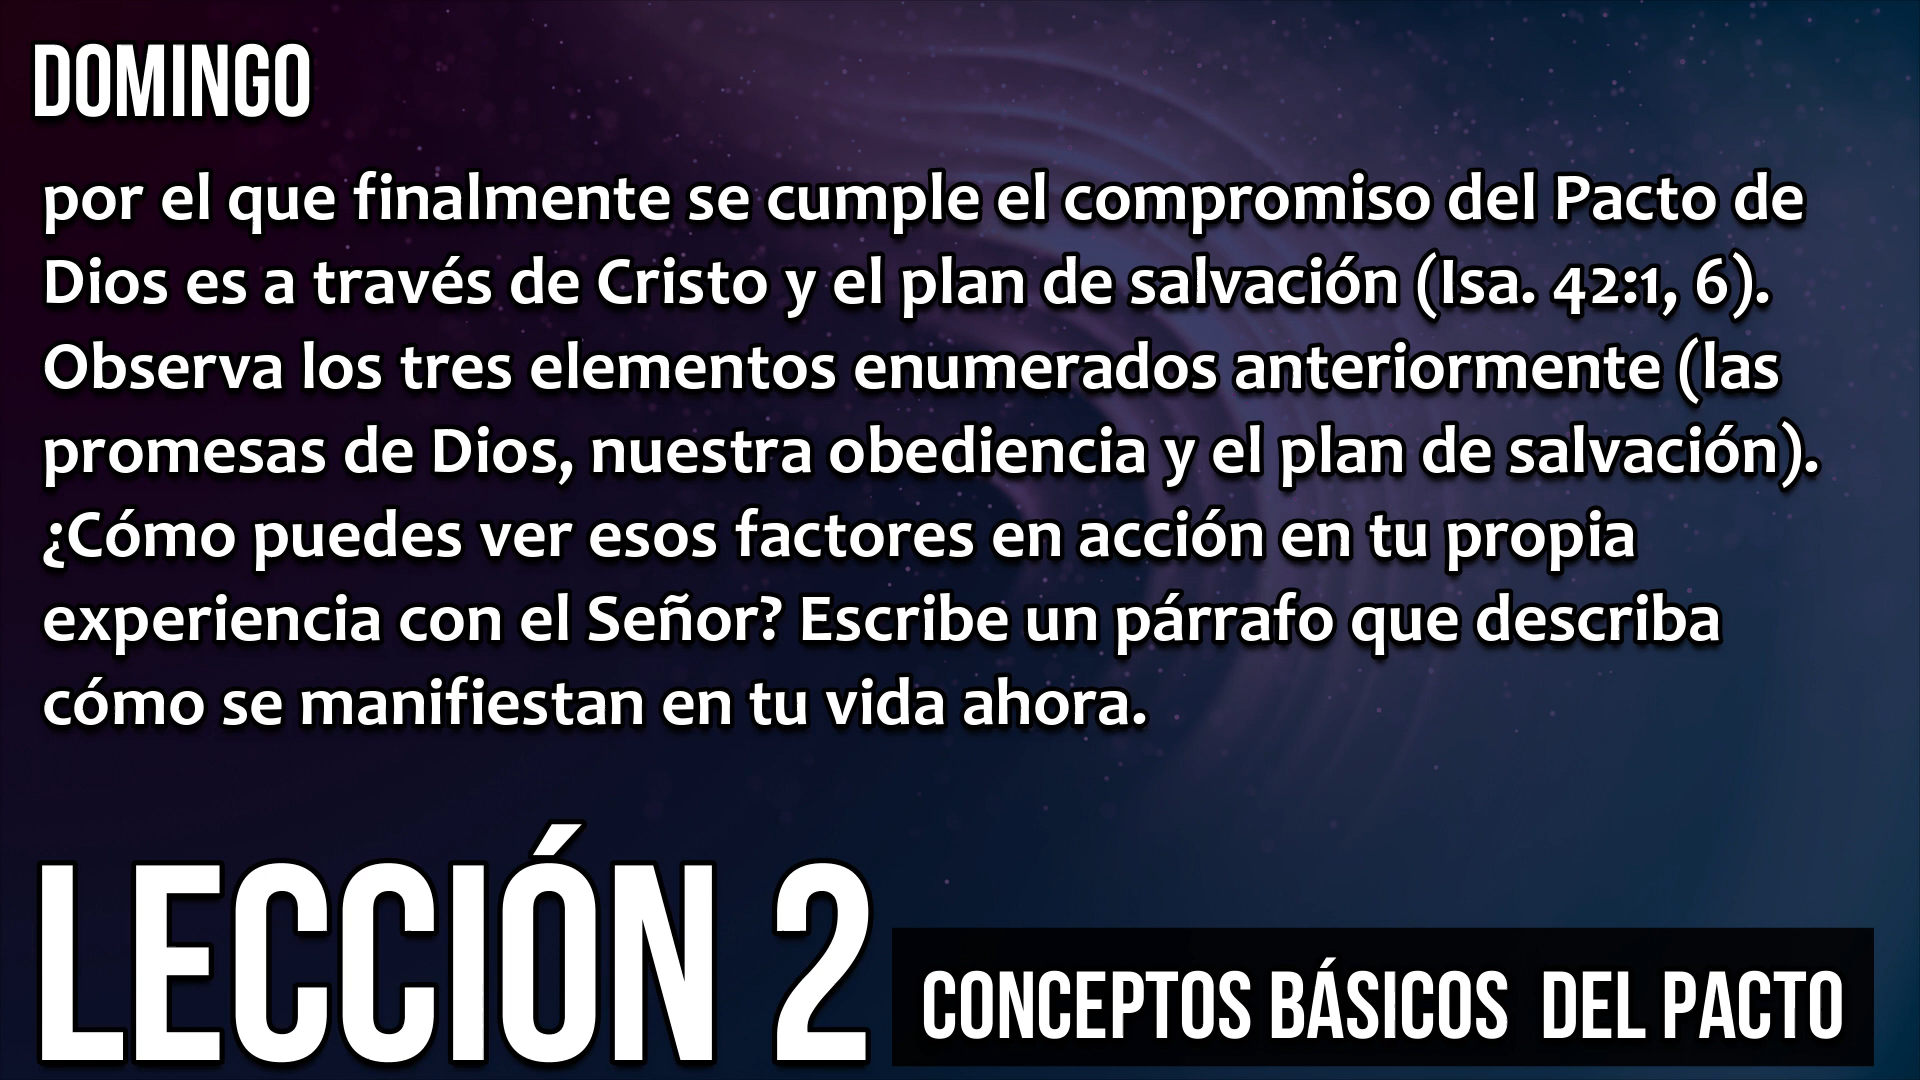 DOMINGO
por el que finalmente se cumple el compromiso del Pacto de
Dios es a través de Cristo y el plan de salvación (Isa. 42:1, 6).
Observa los tres elementos enumerados anteriormente (las
promesas de Dios, nuestra obediencia y el plan de salvación).
¿Cómo puedes ver esos factores en acción en tu propia
experiencia con el Señor? Escribe un párrafo que describa
cómo se manifiestan en tu vida ahora.
LECCIÓN 2
CONCEPTOS BÁSICOS  DEL PACTO